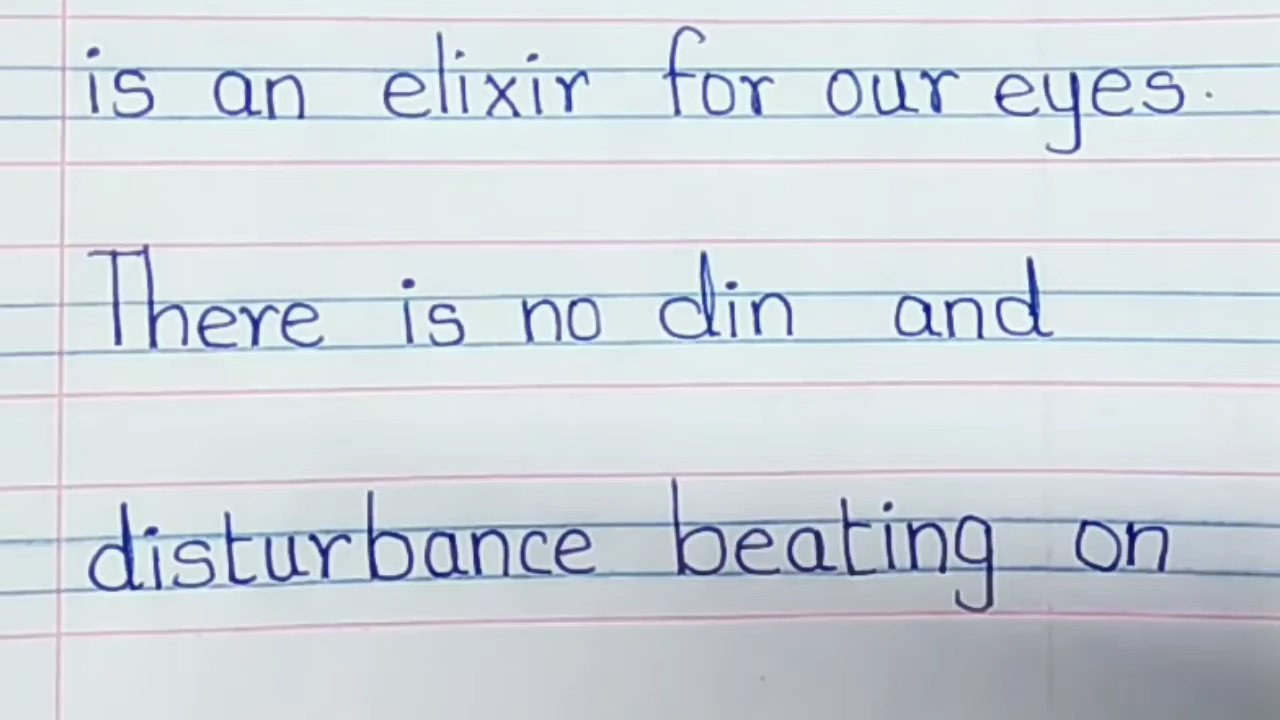 is an elixir for our eyes.
There is no din and
disturbance beating on